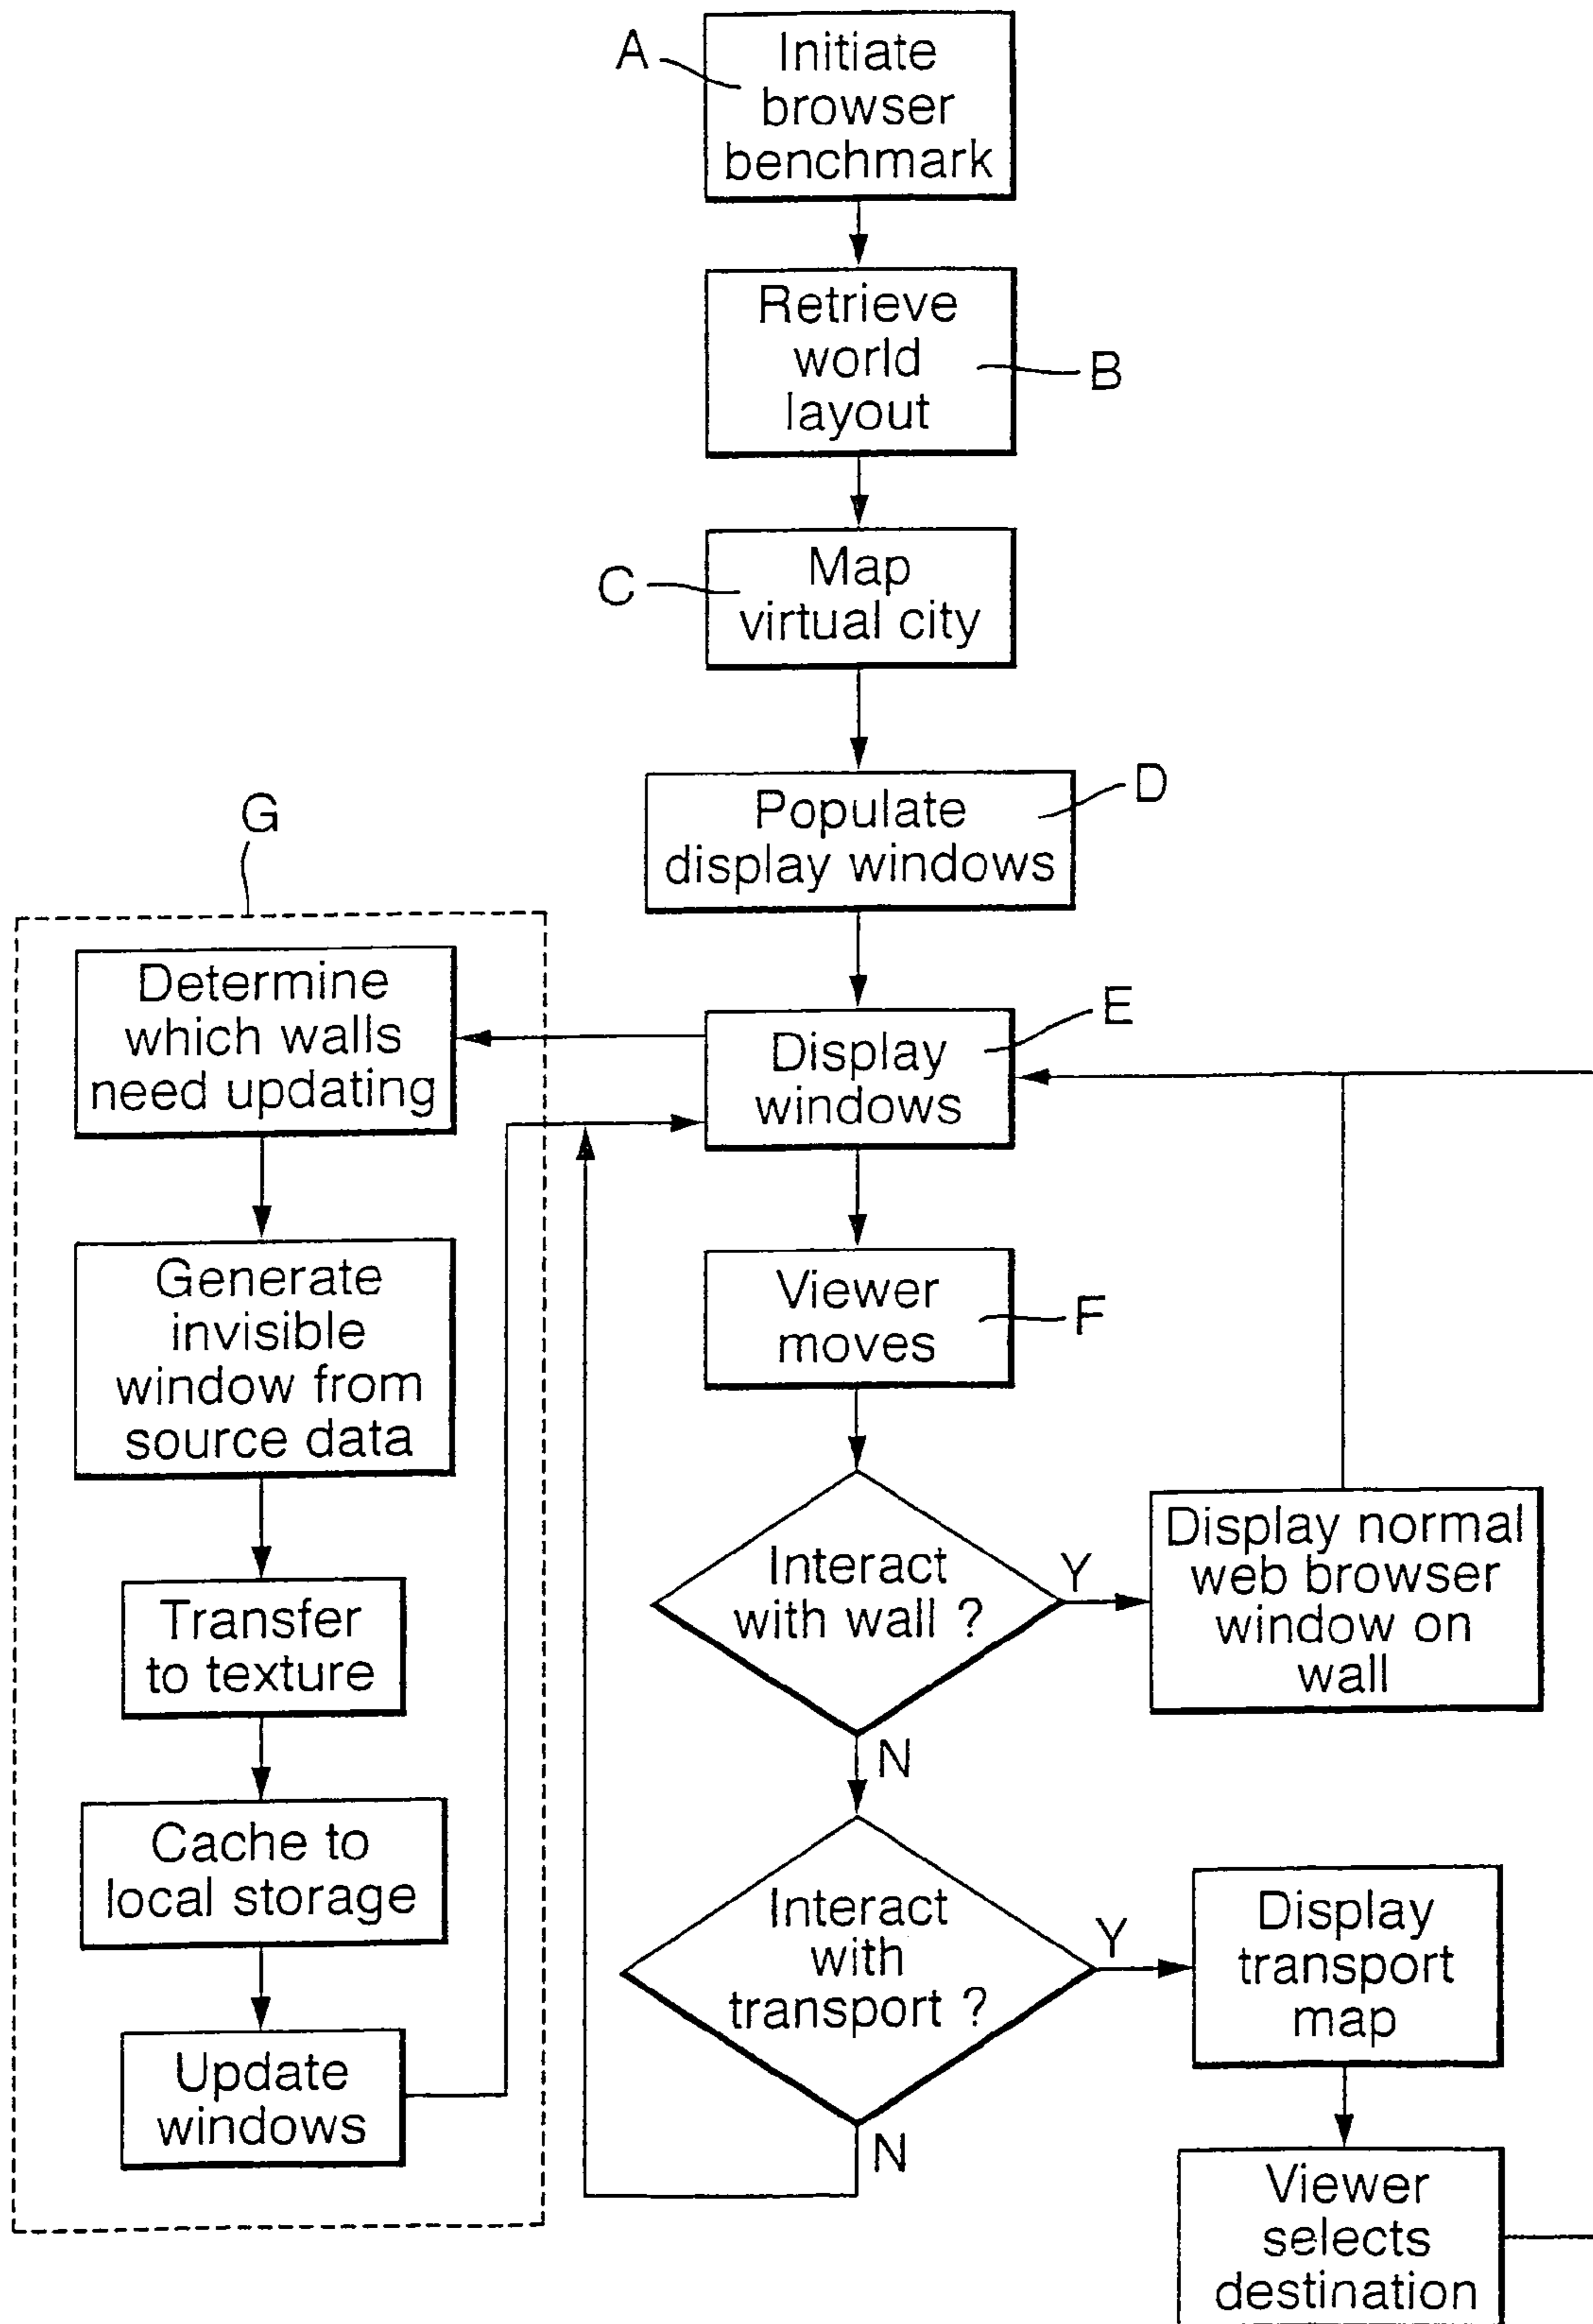 A
Initiate
browser
benchmark
Retrieve
world
layout
B
C
Map
virtual city
D
Populate
display windows
G
Determine
which walls
need updating
E
Display
windows
Generate
invisible
window from
source data
Viewer
moves
F
Interact
with wall ?
Y
Display normal
web browser
window on
wall
N
Transfer
to texture
Cache to
local storage
Interact
with
transport ?
Y
Display
transport
map
N
Update
windows
Viewer
selects
destination